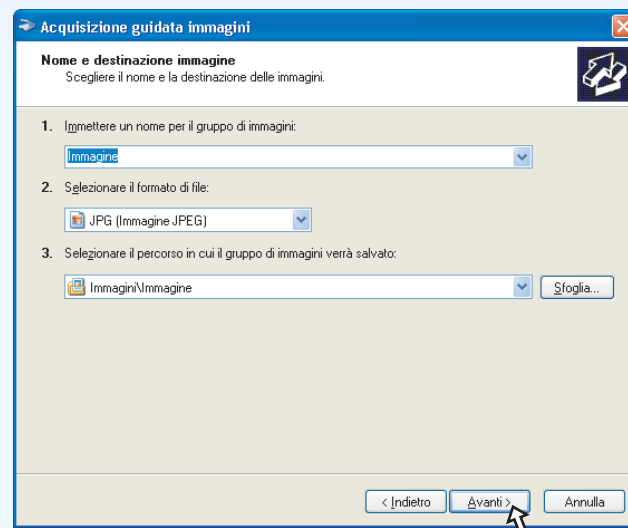 Acquisizione guidata immagini
Nome e destinazione immagine
Scegliere il nome e la destinazione delle immagini.
1. Immettere un nome per il gruppo di immagini:
Immagine
2. Selezionare il formato di file:
JPG (Immagine JPEG)
3. Selezionare il percorso in cui il gruppo di immagini verrà salvato:
Immagini\Immagine
Sfoglia...
< Indietro
Avanti >
Annulla